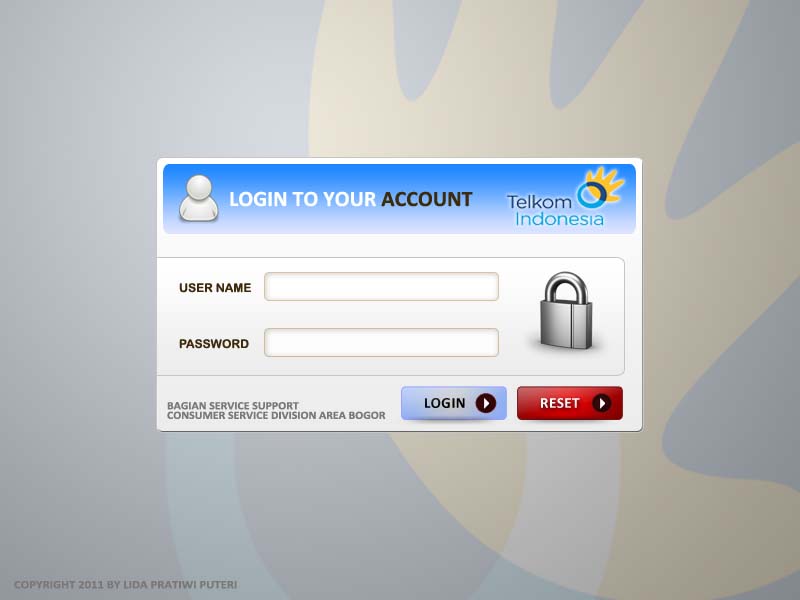 LOGIN TO YOUR ACCOUNT
Telkom
Indonesia
USER NAME
PASSWORD
LOGIN
RESET
BAGIAN SERVICE SUPPORT
CONSUMER SERVICE DIVISION AREA BOGOR
COPYRIGHT 2011 BY LIDA PRATIWI PUTERI